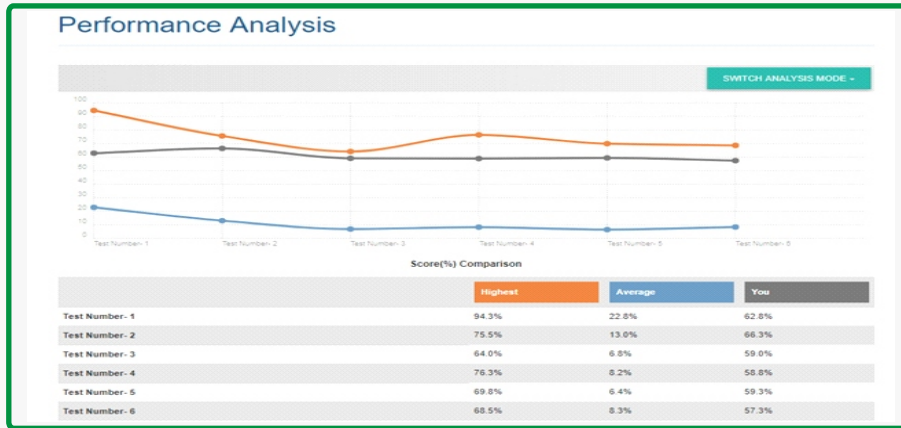 Performance Analysis
SWITCH ANALYSIS MODE
100
90
80
70
60
50
40
30
20
10
0
Test Number- 1 Test Number- 2 Test Number- 3 Test Number- 4 Test Number- 5 Test Number- 6
Score(%) Comparison
Highest Average You
Test Number- 1 94.3% 22.8% 62.8%
Test Number- 2 75.5% 13.0% 66.3%
Test Number- 3 64.0% 6.8% 59.0%
Test Number- 4 76.3% 8.2% 58.8%
Test Number- 5 69.8% 6.4% 59.3%
Test Number- 6 68.5% 8.3% 57.3%